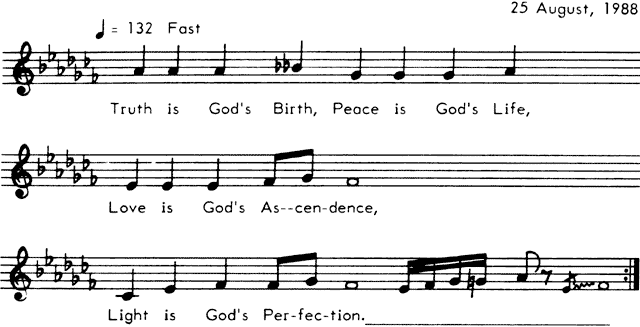 25 August, 1988
♩ = 132 Fast
Truth is God's Birth, Peace is God's Life,
Love is God's As--cen-dence,
Light is God's Per-fec-tion.